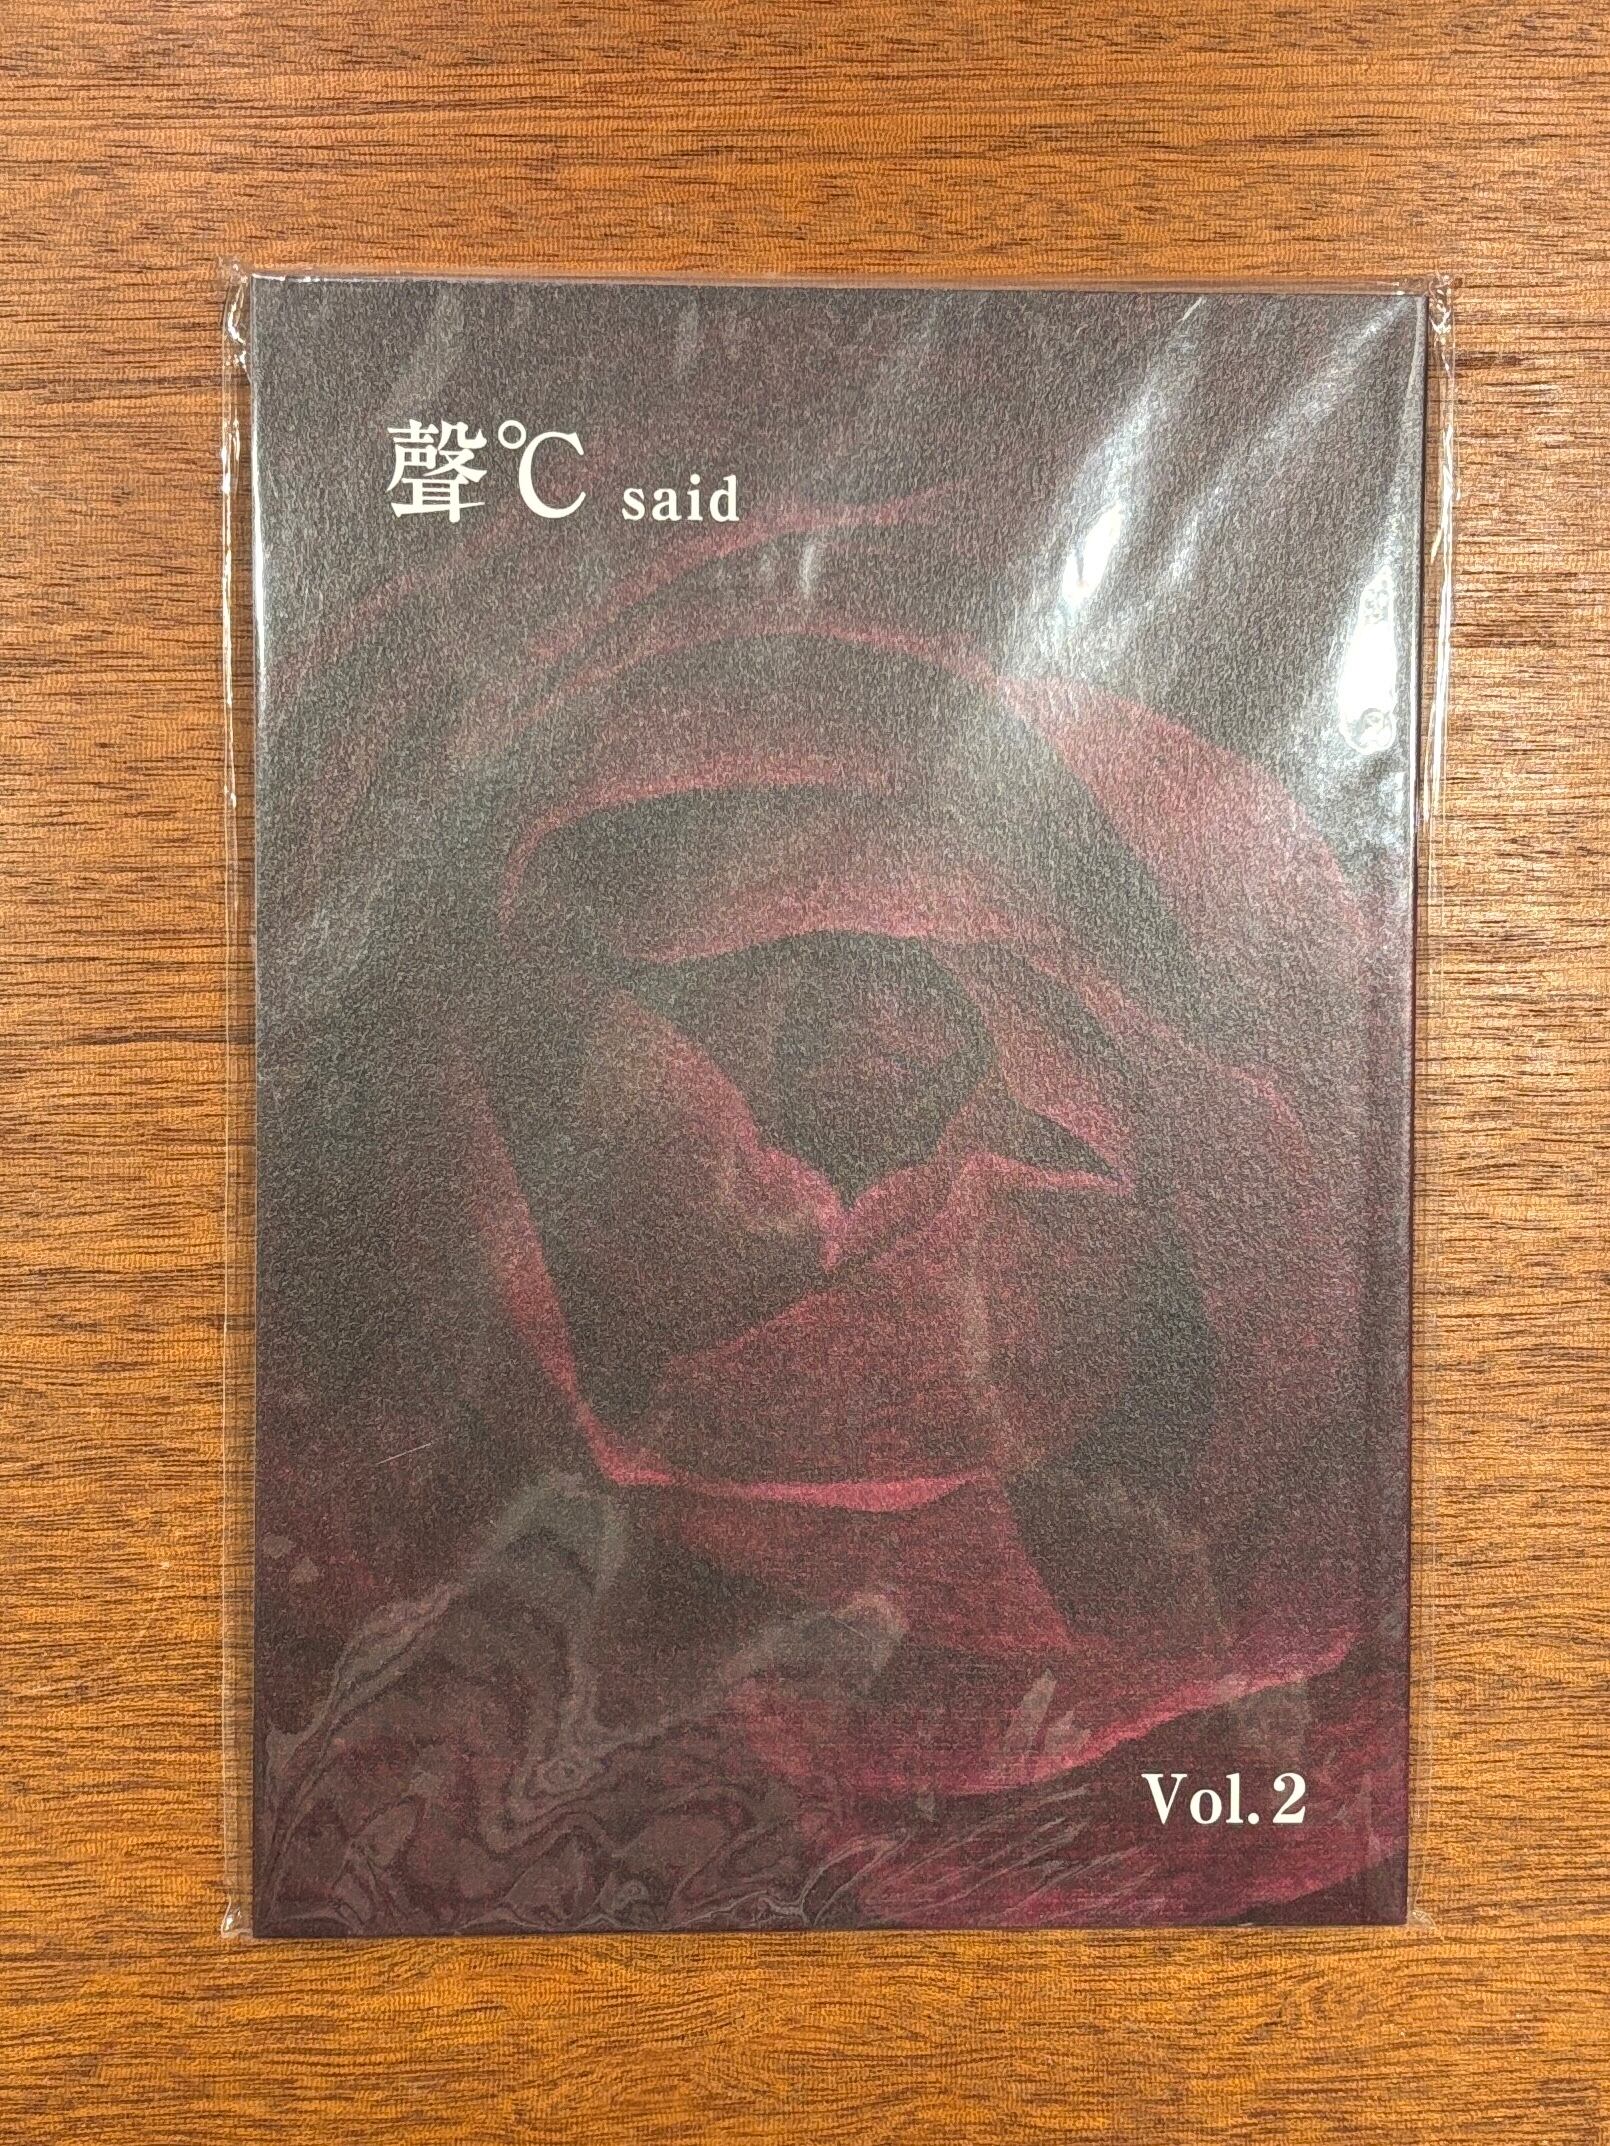 聲℃ said
Vol. 2